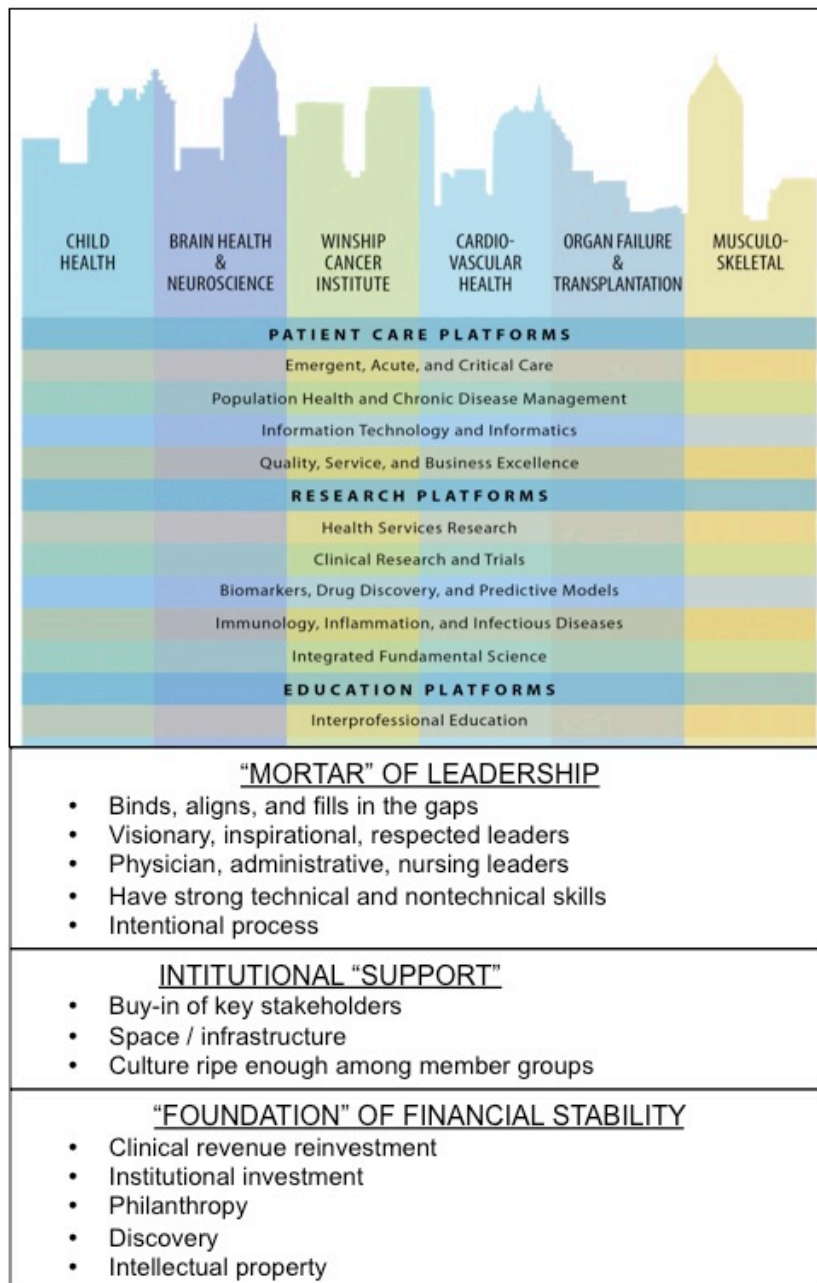 CHILD
HEALTH
BRAIN HEALTH
&
NEUROSCIENCE
WINSHIP
CANCER
INSTITUTE
CARDIO-
VASCULAR
HEALTH
ORGAN FAILURE
&
TRANSPLANTATION
MUSCULO-
SKELETAL
PATIENT CARE PLATFORMS
Emergent, Acute, and Critical Care
Population Health and Chronic Disease Management
Information Technology and Informatics
Quality, Service, and Business Excellence
RESEARCH PLATFORMS
Health Services Research
Clinical Research and Trials
Biomarkers, Drug Discovery, and Predictive Models
Immunology, Inflammation, and Infectious Diseases
Integrated Fundamental Science
EDUCATION PLATFORMS
Interprofessional Education
“MORTAR” OF LEADERSHIP
• Binds, aligns, and fills in the gaps
• Visionary, inspirational, respected leaders
• Physician, administrative, nursing leaders
• Have strong technical and nontechnical skills
• Intentional process
INTITUTIONAL “SUPPORT”
• Buy-in of key stakeholders
• Space / infrastructure
• Culture ripe enough among member groups
“FOUNDATION” OF FINANCIAL STABILITY
• Clinical revenue reinvestment
• Institutional investment
• Philanthropy
• Discovery
• Intellectual property